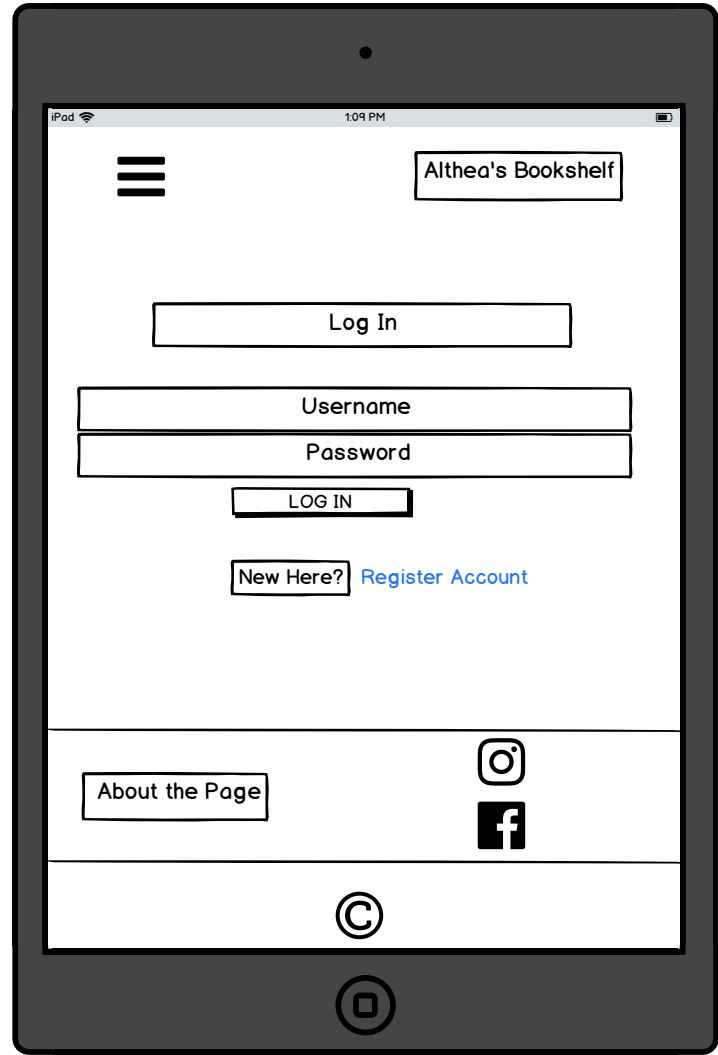 iPad 1:09 PM
Althea's Bookshelf
Log In
Username
Password
LOG IN
New Here? Register Account
About the Page
©